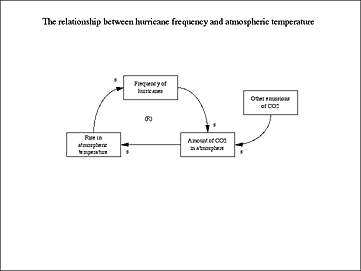 The relationship between hurricane frequency and atmospheric temperature
s
Frequency of
hurricanes
Other emissions
of CO2
(R)
s
Rise in
atmospheric
temperature
s
Amount of CO2
in atmosphere
s